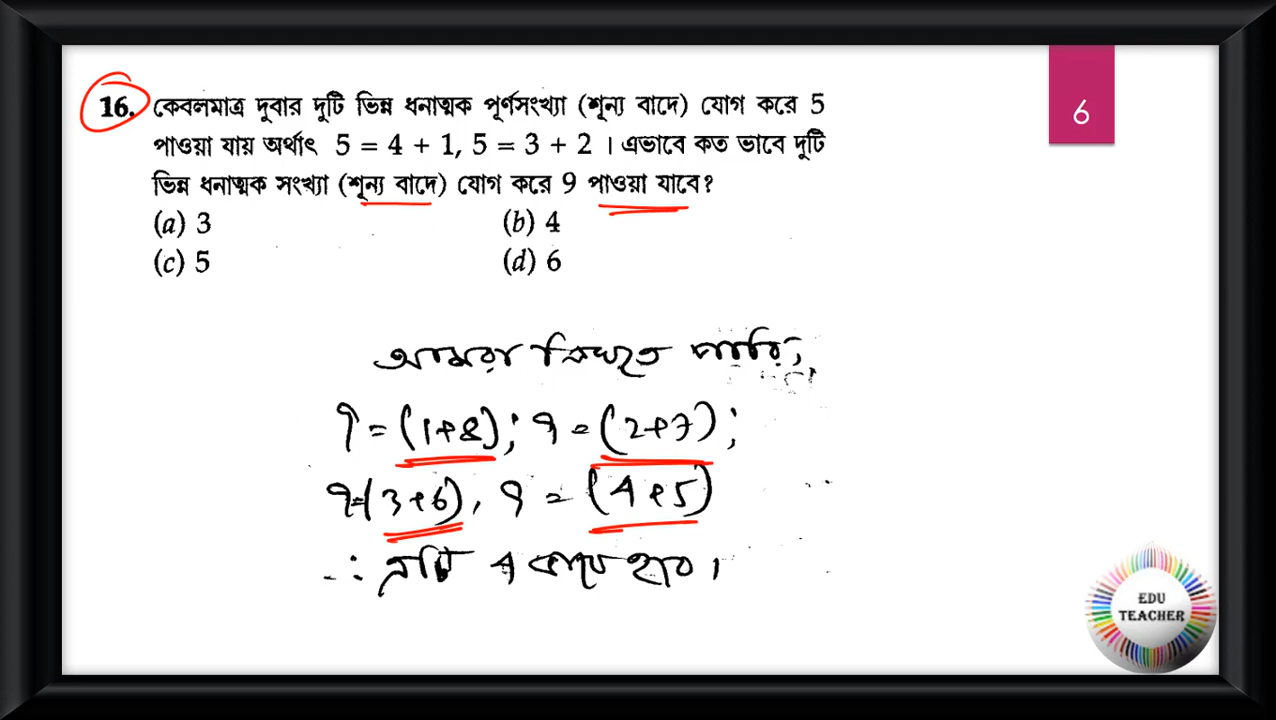 6
16. কেবলমাত্র দুবার দুটি ভিন্ন ধনাত্মক পূর্ণসংখ্যা (শূন্য বাদে) যোগ করে 5
পাওয়া যায় অর্থাৎ 5 = 4 + 1, 5 = 3 + 2 । এভাবে কত ভাবে দুটি
ভিন্ন ধনাত্মক সংখ্যা (শূন্য বাদে) যোগ করে 9 পাওয়া যাবে?
(a) 3 (b) 4
(c) 5 (d) 6
আমরা লিখতে পারি,
9 = (1+8); 9 = (2+7);
9=(3+6), 9 = (4+5)
∴ 4 ভাবে হবে ।
EDU
TEACHER